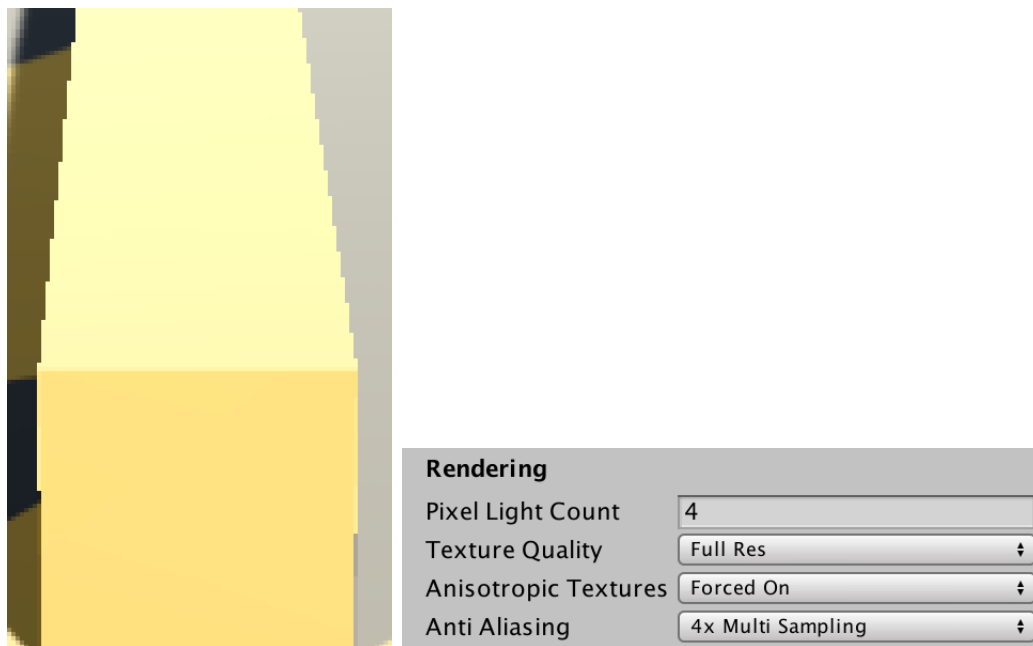 Rendering
Pixel Light Count 4
Texture Quality Full Res
Anisotropic Textures Forced On
Anti Aliasing 4x Multi Sampling